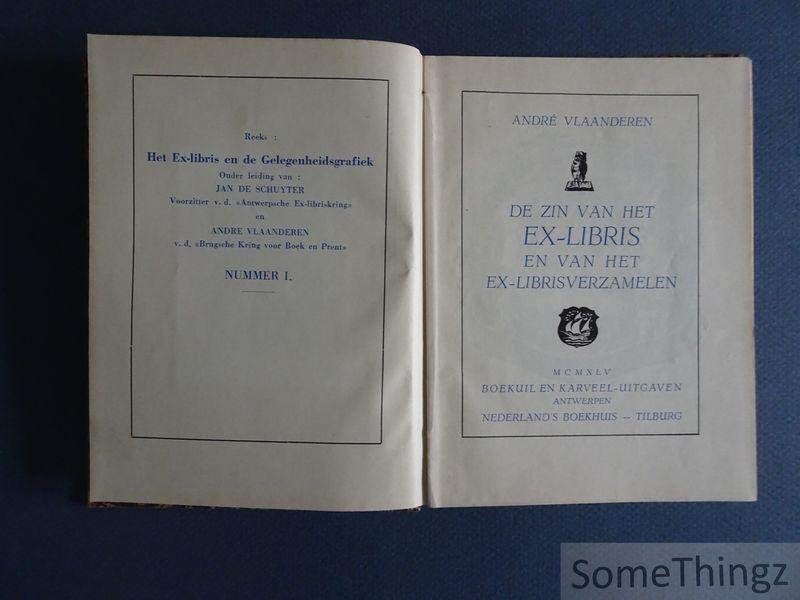 Reeks :
Het Ex-libris en de Gelegenheidsgrafiek
Onder leiding van :
JAN DE SCHUYTER
Voorzitter v. d. «Antwerpsche Ex-libriskring»
en
ANDRE VLAANDEREN
v. d. «Brugsche Kring voor Boek en Prent»
NUMMER I.
ANDRÉ VLAANDEREN
DE ZIN VAN HET
EX-LIBRIS
EN VAN HET
EX-LIBRISVERZAMELEN
MCMXLV
BOEKUIL EN KARVEEL-UITGAVEN
ANTWERPEN
NEDERLAND'S BOEKHUIS – TILBURG
SomeThingz